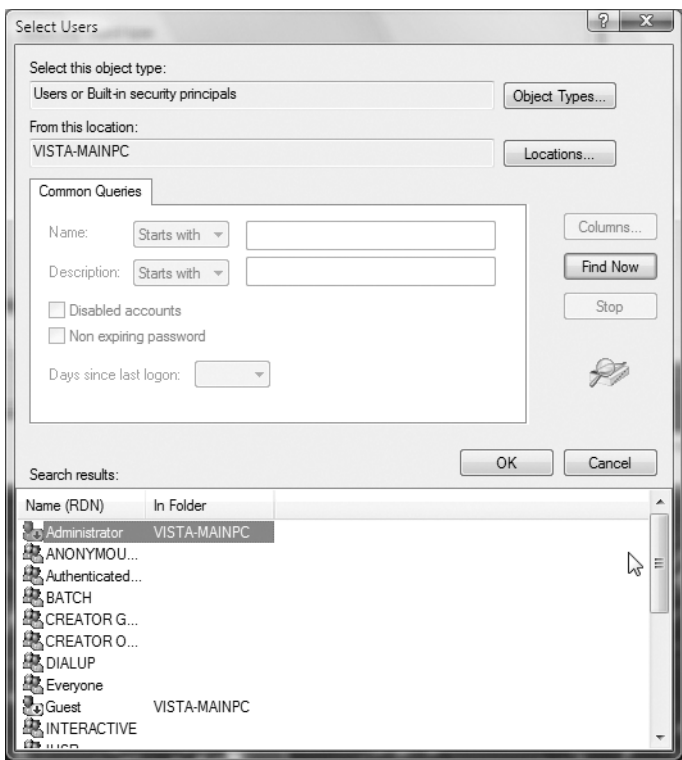 Select Users
Select this object type:
Users or Built-in security principals
Object Types...
From this location:
VISTA-MAINPC
Locations...
Common Queries
Name:
Starts with
Columns...
Description:
Starts with
Find Now
Disabled accounts
Stop
Non expiring password
Days since last logon:
OK
Cancel
Search results:
Name (RDN) In Folder
Administrator VISTA-MAINPC
ANONYMOU...
Authenticated...
BATCH
CREATOR G...
CREATOR O...
DIALUP
Everyone
Guest VISTA-MAINPC
INTERACTIVE